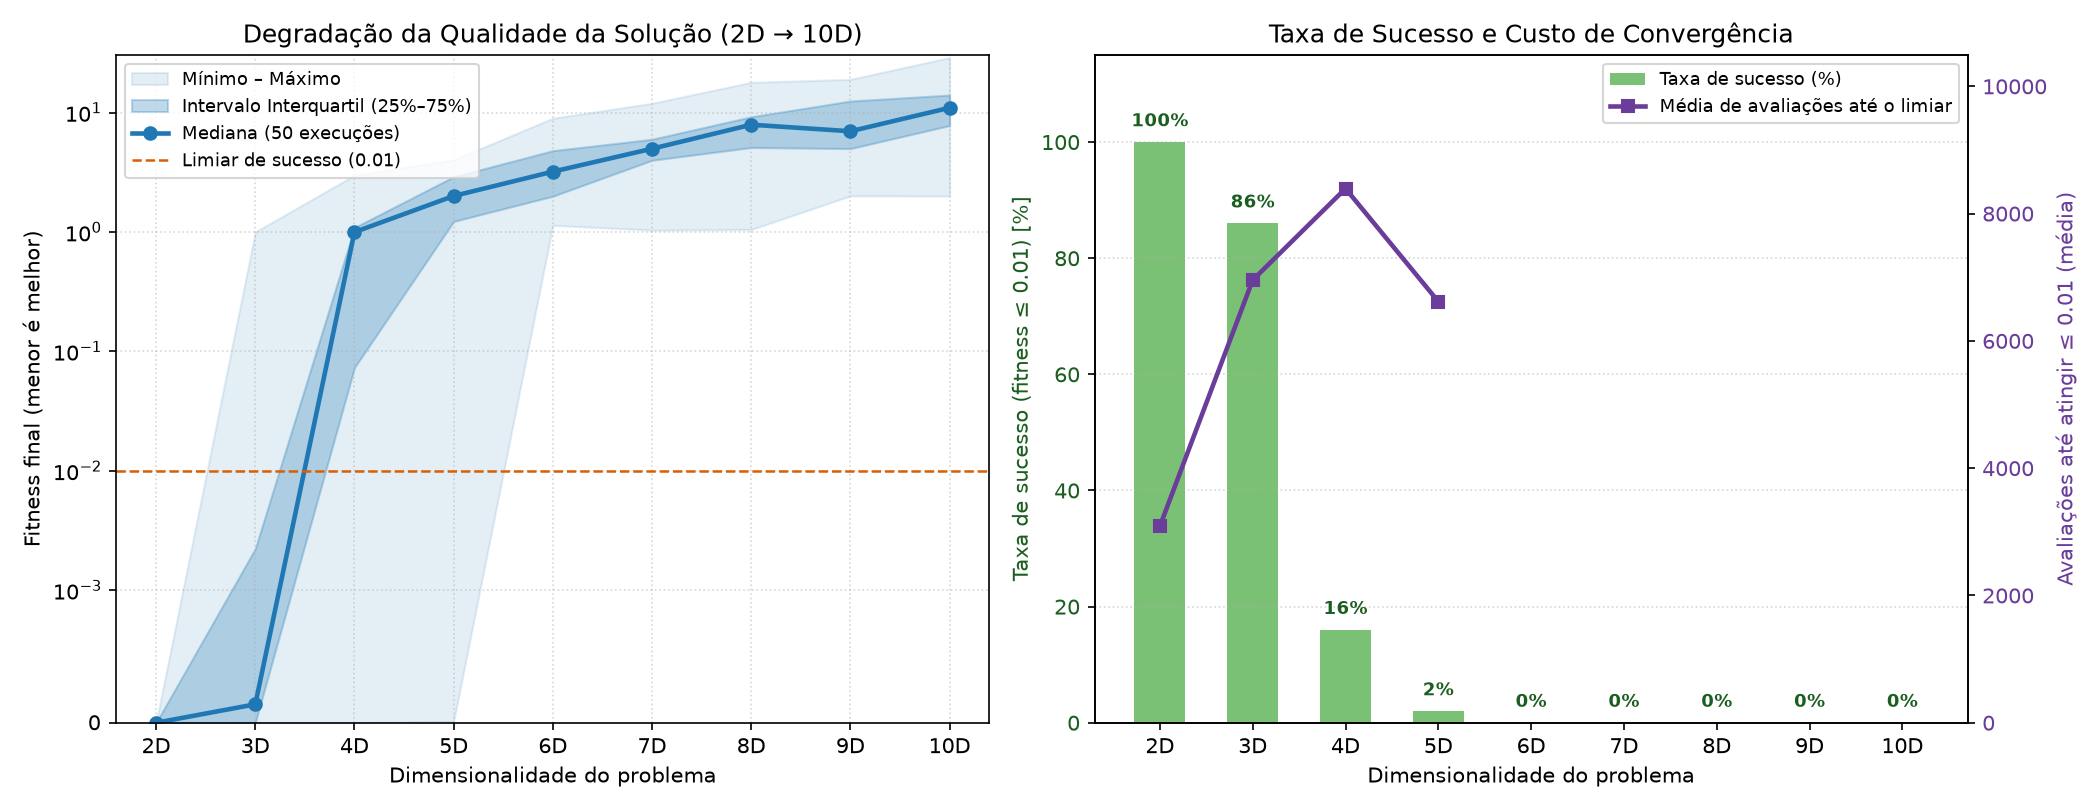 Degradação da Qualidade da Solução (2D → 10D)
Mínimo – Máximo
Intervalo Interquartil (25%–75%)
Mediana (50 execuções)
Limiar de sucesso (0.01)
Fitness final (menor é melhor)
10¹
10⁰
10⁻¹
10⁻²
10⁻³
0
2D 3D 4D 5D 6D 7D 8D 9D 10D
Dimensionalidade do problema
Taxa de Sucesso e Custo de Convergência
Taxa de sucesso (%)
Média de avaliações até o limiar
Taxa de sucesso (fitness ≤ 0.01) [%]
100
80
60
40
20
0
100%
86%
16%
2%
0%
0%
0%
0%
0%
10000
8000
6000
4000
2000
0
Avaliações até atingir ≤ 0.01 (média)
2D 3D 4D 5D 6D 7D 8D 9D 10D
Dimensionalidade do problema